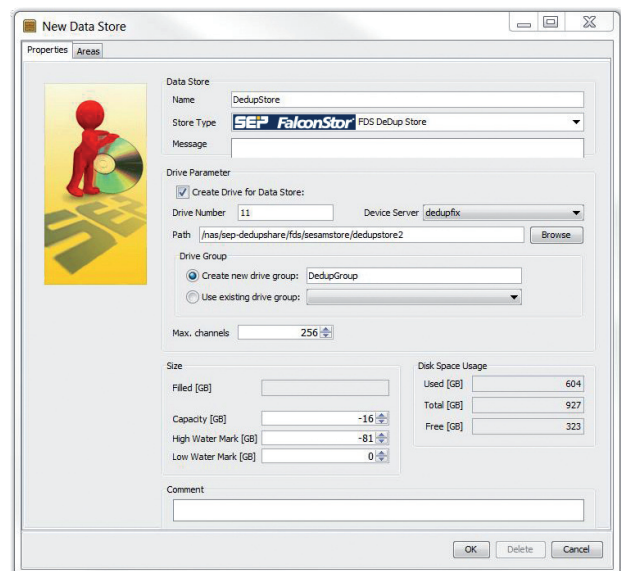 New Data Store
Properties Areas
Data Store
Name DedupStore
Store Type SEP FalconStor FDS DeDup Store
Message
Drive Parameter
Create Drive for Data Store:
Drive Number 11 Device Server dedupfix
Path /nas/sep-dedupshare/fds/sesamstore/dedupstore2 Browse
Drive Group
Create new drive group: DedupGroup
Use existing drive group:
Max. channels 256
Size Disk Space Usage
Filled [GB] Used [GB] 604
Total [GB] 927
Capacity [GB] -16 Free [GB] 323
High Water Mark [GB] -81
Low Water Mark [GB] 0
Comment
OK Delete Cancel
SEP